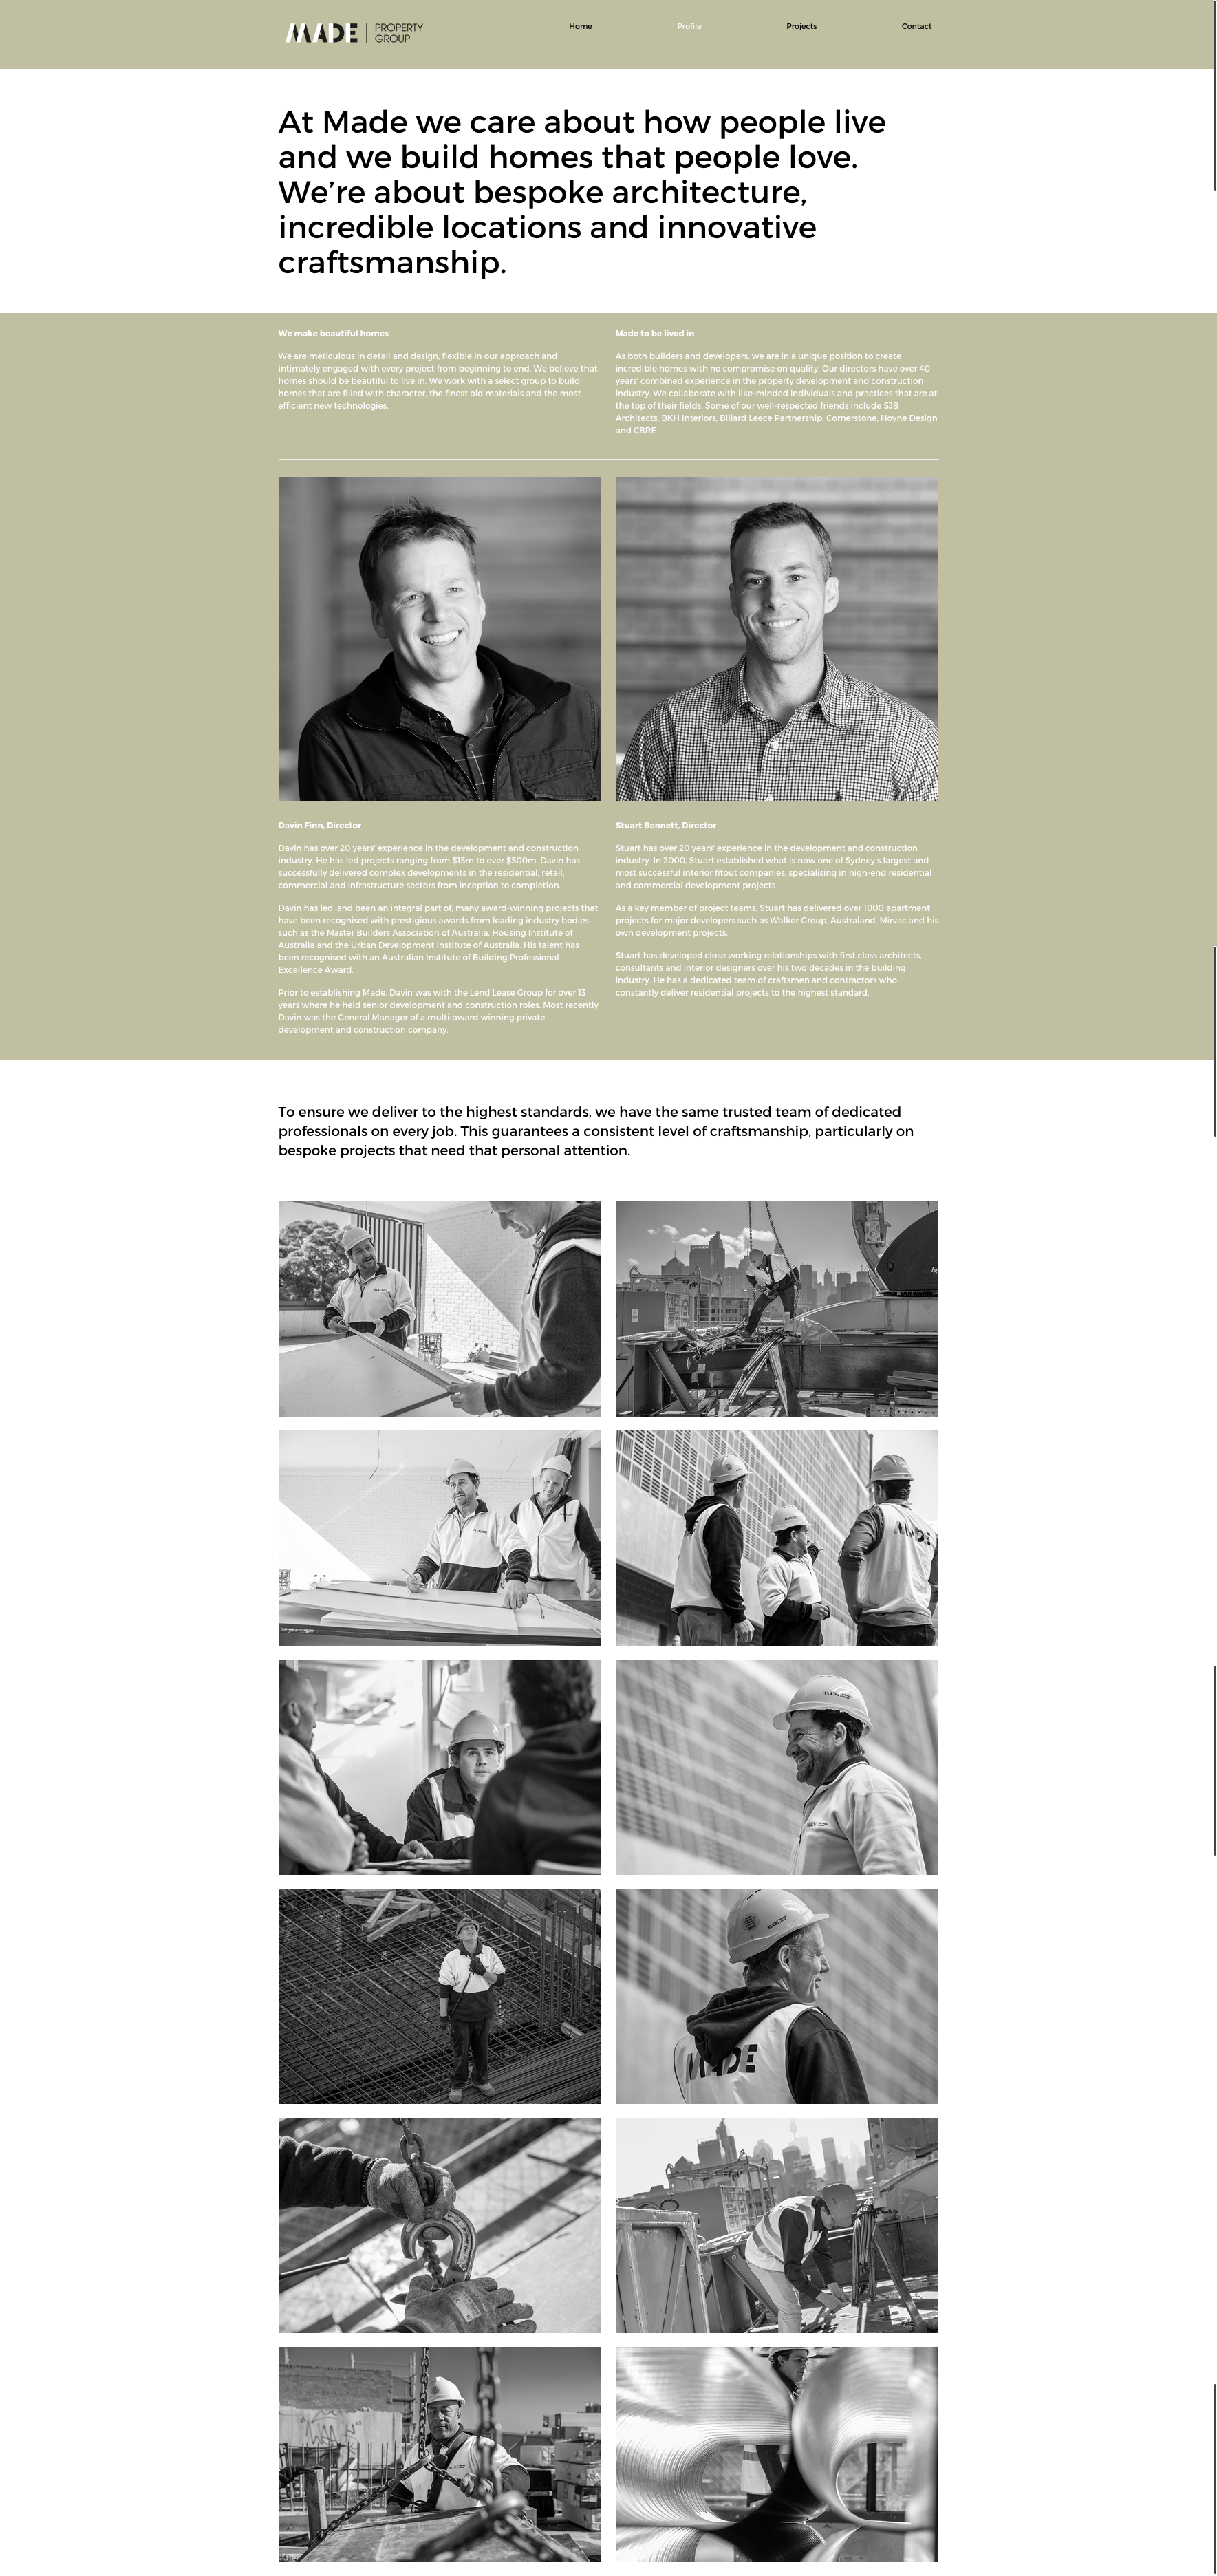 MADE PROPERTY GROUP
Home
Profile
Projects
Contact
At Made we care about how people live
and we build homes that people love.
We’re about bespoke architecture,
incredible locations and innovative
craftsmanship.
We make beautiful homes
We are meticulous in detail and design, flexible in our approach and
intimately engaged with every project from beginning to end. We believe that
homes should be beautiful to live in. We work with a select group to build
homes that are filled with character, the finest old materials and the most
efficient new technologies.
Made to be lived in
As both builders and developers, we are in a unique position to create
incredible homes with no compromise on quality. Our directors have over 40
years' combined experience in the property development and construction
industry. We collaborate with like-minded individuals and practices that are at
the top of their fields. Some of our well-respected friends include SJB
Architects, BKH Interiors, Billard Leece Partnership, Cornerstone, Hoyne Design
and CBRE.
Davin Finn, Director
Davin has over 20 years' experience in the development and construction
industry. He has led projects ranging from $15m to over $500m. Davin has
successfully delivered complex developments in the residential, retail,
commercial and infrastructure sectors from inception to completion.
Davin has led, and been an integral part of, many award-winning projects that
have been recognised with prestigious awards from leading industry bodies
such as the Master Builders Association of Australia, Housing Institute of
Australia and the Urban Development Institute of Australia. His talent has
been recognised with an Australian Institute of Building Professional
Excellence Award.
Prior to establishing Made, Davin was with the Lend Lease Group for over 13
years where he held senior development and construction roles. Most recently
Davin was the General Manager of a multi-award winning private
development and construction company.
Stuart Bennett, Director
Stuart has over 20 years' experience in the development and construction
industry. In 2000, Stuart established what is now one of Sydney's largest and
most successful interior fitout companies, specialising in high-end residential
and commercial development projects.
As a key member of project teams, Stuart has delivered over 1000 apartment
projects for major developers such as Walker Group, Australand, Mirvac and his
own development projects.
Stuart has developed close working relationships with first class architects,
consultants and interior designers over his two decades in the building
industry. He has a dedicated team of craftsmen and contractors who
constantly deliver residential projects to the highest standard.
To ensure we deliver to the highest standards, we have the same trusted team of dedicated
professionals on every job. This guarantees a consistent level of craftsmanship, particularly on
bespoke projects that need that personal attention.
MADE
MADE